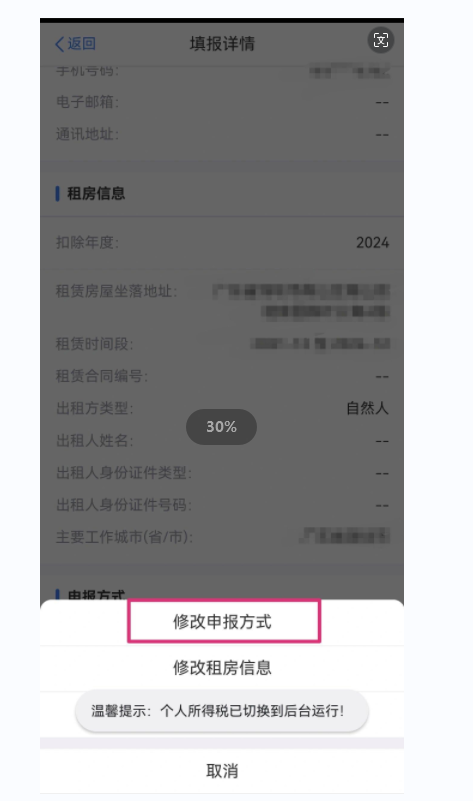 返回
填报详情
手机号码:
电子邮箱: --
通讯地址: --
租房信息
扣除年度: 2024
租赁房屋坐落地址:
租赁时间段:
租赁合同编号: --
出租方类型: 自然人
30%
出租人姓名: --
出租人身份证件类型: --
出租人身份证件号码: --
主要工作城市(省/市):
申报方式
修改申报方式
修改租房信息
温馨提示：个人所得税已切换到后台运行!
取消